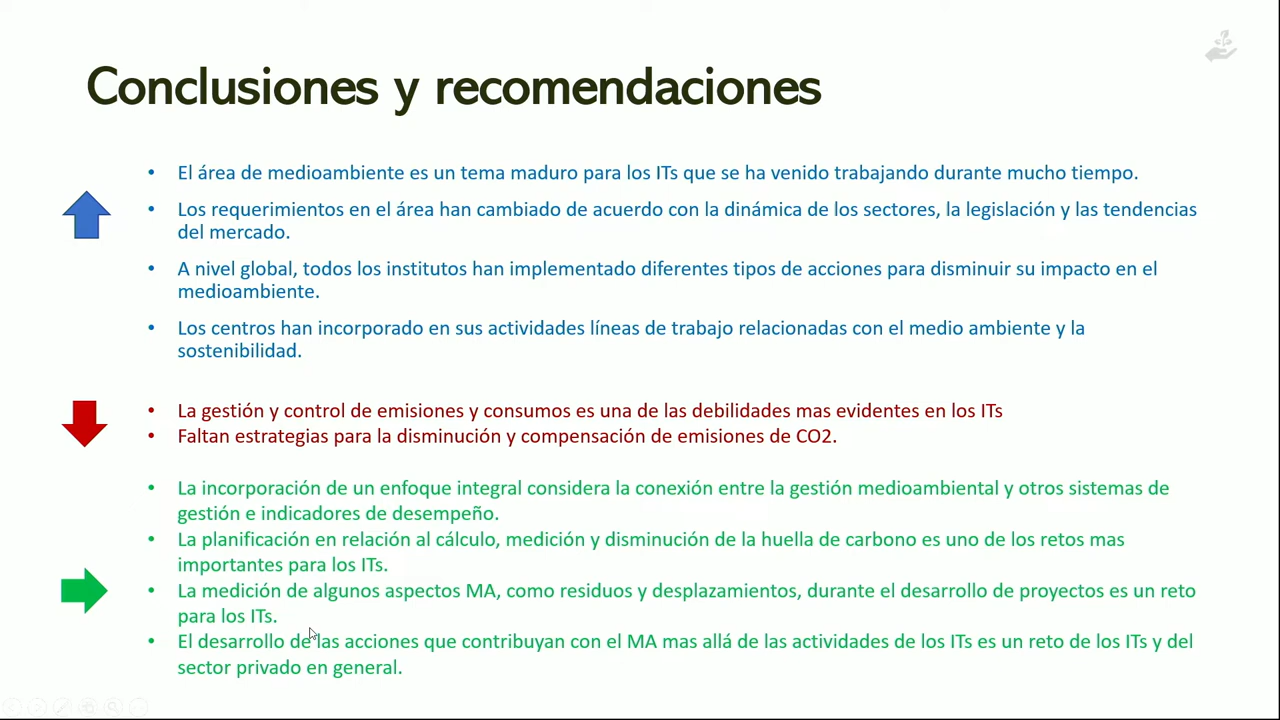 Conclusiones y recomendaciones
• El área de medioambiente es un tema maduro para los ITs que se ha venido trabajando durante mucho tiempo.
• Los requerimientos en el área han cambiado de acuerdo con la dinámica de los sectores, la legislación y las tendencias
del mercado.
• A nivel global, todos los institutos han implementado diferentes tipos de acciones para disminuir su impacto en el
medioambiente.
• Los centros han incorporado en sus actividades líneas de trabajo relacionadas con el medio ambiente y la
sostenibilidad.
• La gestión y control de emisiones y consumos es una de las debilidades mas evidentes en los ITs
• Faltan estrategias para la disminución y compensación de emisiones de CO2.
• La incorporación de un enfoque integral considera la conexión entre la gestión medioambiental y otros sistemas de
gestión e indicadores de desempeño.
• La planificación en relación al cálculo, medición y disminución de la huella de carbono es uno de los retos mas
importantes para los ITs.
• La medición de algunos aspectos MA, como residuos y desplazamientos, durante el desarrollo de proyectos es un reto
para los ITs.
• El desarrollo de las acciones que contribuyan con el MA mas allá de las actividades de los ITs es un reto de los ITs y del
sector privado en general.